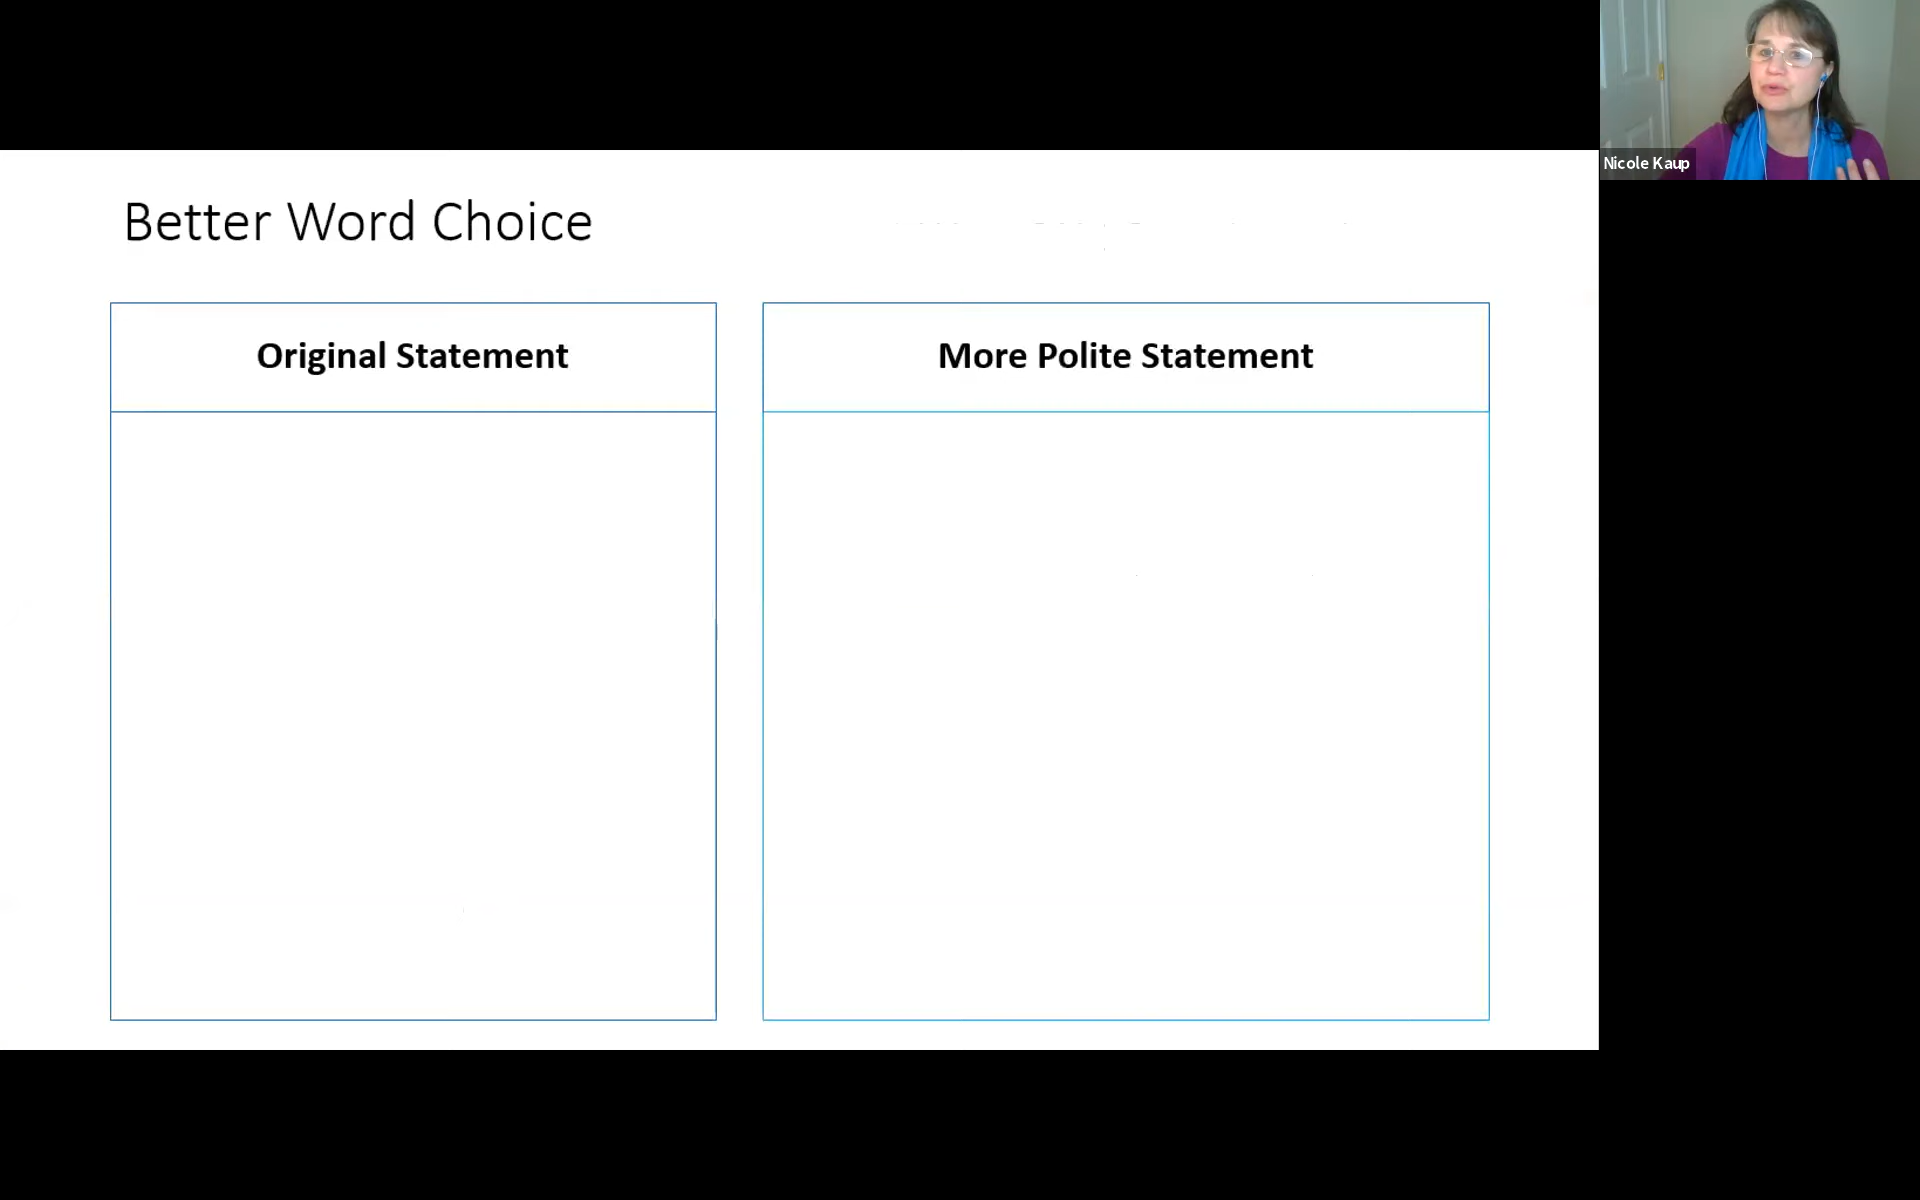 Nicole Kaup
Better Word Choice
Original Statement
More Polite Statement